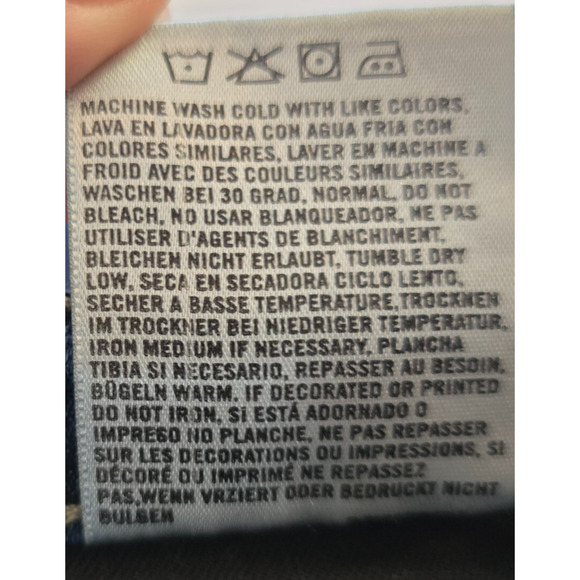 MACHINE WASH COLD WITH LIKE COLORS,
LAVA EN LAVADORA CON AGUA FRIA CON
COLORES SIMILARES, LAVER EN MACHINE A
FROID AVEC DES COULEURS SIMILAIRES,
WASCHEN BEI 30 GRAD, NORMAL, DO NOT
BLEACH, NO USAR BLANQUEADOR, NE PAS
UTILISER D'AGENTS DE BLANCHIMENT,
BLEICHEN NICHT ERLAUBT, TUMBLE DRY
LOW, SECA EN SECADORA CICLO LENTO,
SECHER A BASSE TEMPERATURE,TROCKNEN
IM TROCKNER BEI NIEDRIGER TEMPERATUR,
IRON MEDIUM IF NECESSARY, PLANCHA
TIBIA SI NECESARIO, REPASSER AU BESOIN,
BÜGELN WARM. IF DECORATED OR PRINTED
DO NOT IRON, SI ESTÁ ADORNADO O
IMPRESO NO PLANCHE, NE PAS REPASSER
SUR LES DECORATIONS OU IMPRESSIONS, SI
DÉCORÉ OU IMPRIMÉ NE REPASSEZ
PAS,WENN VRZIERT ODER BEDRUCKT NICHT
BULGEN